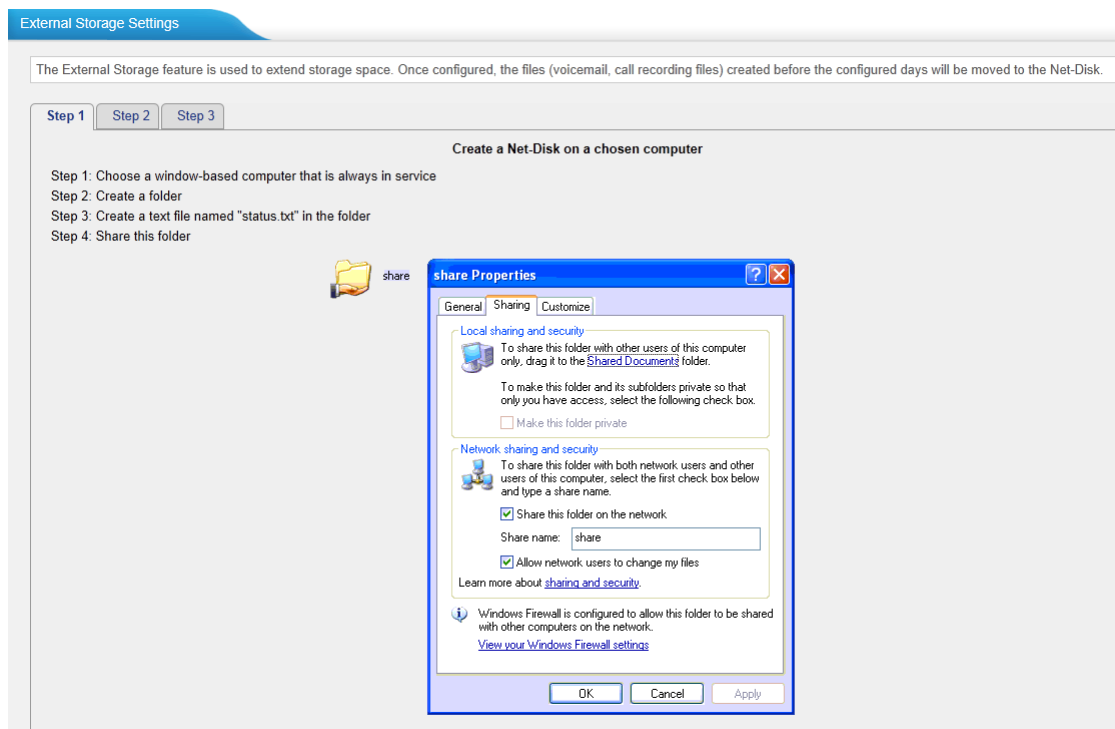 External Storage Settings
The External Storage feature is used to extend storage space. Once configured, the files (voicemail, call recording files) created before the configured days will be moved to the Net-Disk.
Step 1 Step 2 Step 3
Create a Net-Disk on a chosen computer
Step 1: Choose a window-based computer that is always in service
Step 2: Create a folder
Step 3: Create a text file named "status.txt" in the folder
Step 4: Share this folder
share
share Properties
General Sharing Customize
Local sharing and security
To share this folder with other users of this computer
only, drag it to the Shared Documents folder.
To make this folder and its subfolders private so that
only you have access, select the following check box.
Make this folder private
Network sharing and security
To share this folder with both network users and other
users of this computer, select the first check box below
and type a share name.
Share this folder on the network
Share name: share
Allow network users to change my files
Learn more about sharing and security.
Windows Firewall is configured to allow this folder to be shared
with other computers on the network.
View your Windows Firewall settings
OK Cancel Apply